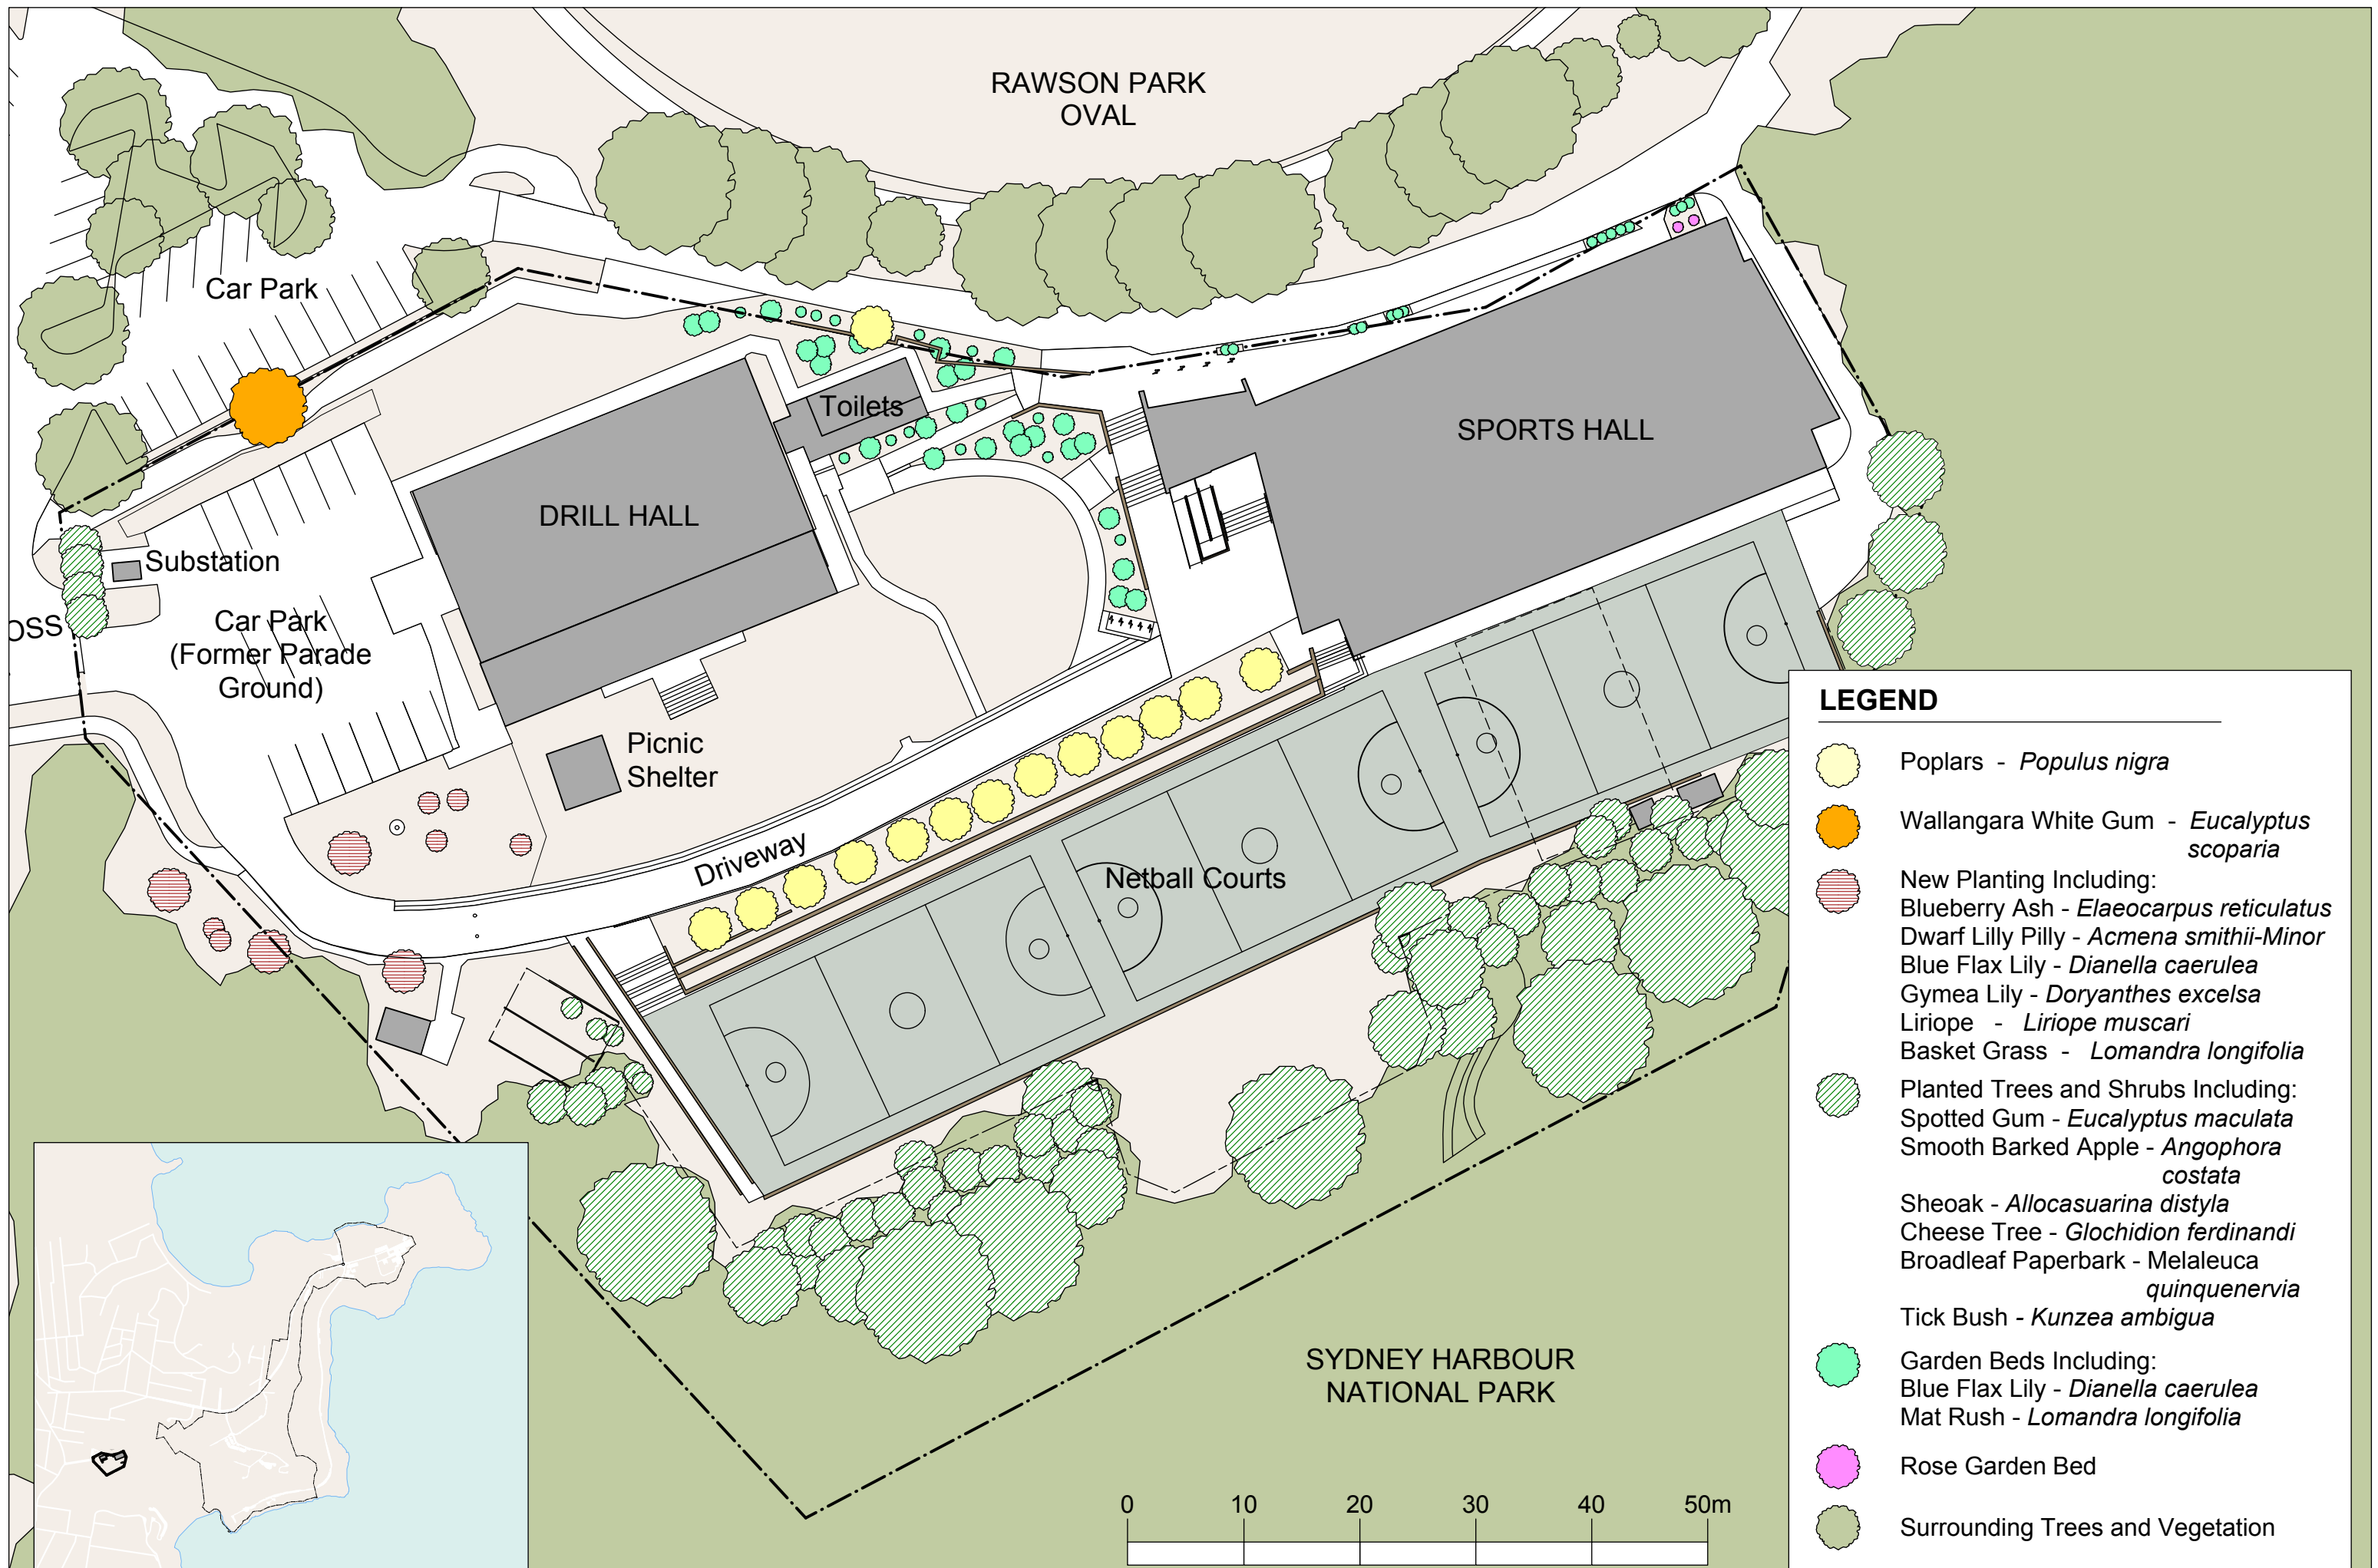 RAWSON PARK
OVAL
Car Park
Toilets
SPORTS HALL
DRILL HALL
Substation
OSS
Car Park
(Former Parade
Ground)
Picnic
Shelter
Driveway
Netball Courts
SYDNEY HARBOUR
NATIONAL PARK
0 10 20 30 40 50m
LEGEND
Poplars - Populus nigra
Wallangara White Gum - Eucalyptus
scoparia
New Planting Including:
Blueberry Ash - Elaeocarpus reticulatus
Dwarf Lilly Pilly - Acmena smithii-Minor
Blue Flax Lily - Dianella caerulea
Gymea Lily - Doryanthes excelsa
Liriope - Liriope muscari
Basket Grass - Lomandra longifolia
Planted Trees and Shrubs Including:
Spotted Gum - Eucalyptus maculata
Smooth Barked Apple - Angophora
costata
Sheoak - Allocasuarina distyla
Cheese Tree - Glochidion ferdinandi
Broadleaf Paperbark - Melaleuca
quinquenervia
Tick Bush - Kunzea ambigua
Garden Beds Including:
Blue Flax Lily - Dianella caerulea
Mat Rush - Lomandra longifolia
Rose Garden Bed
Surrounding Trees and Vegetation